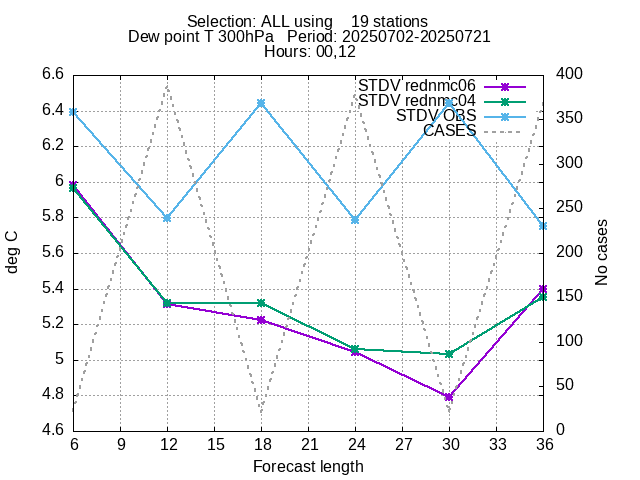 Selection: ALL using    19 stations
Dew point T 300hPa   Period: 20250702-20250721
Hours: 00,12
STDV rednmc06
STDV rednmc04
STDV OBS
CASES
6.6
6.4
6.2
6
5.8
5.6
5.4
5.2
5
4.8
4.6
deg C
400
350
300
250
200
150
100
50
0
No cases
6 9 12 15 18 21 24 27 30 33 36
Forecast length